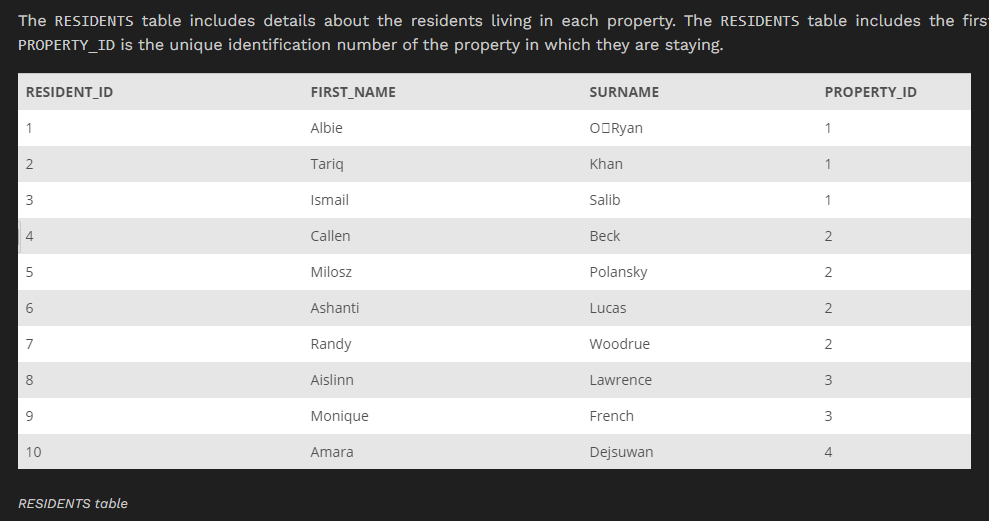 The RESIDENTS table includes details about the residents living in each property. The RESIDENTS table includes the first
PROPERTY_ID is the unique identification number of the property in which they are staying.
RESIDENT_ID FIRST_NAME SURNAME PROPERTY_ID
1 Albie O□Ryan 1
2 Tariq Khan 1
3 Ismail Salib 1
4 Callen Beck 2
5 Milosz Polansky 2
6 Ashanti Lucas 2
7 Randy Woodrue 2
8 Aislinn Lawrence 3
9 Monique French 3
10 Amara Dejsuwan 4
RESIDENTS table